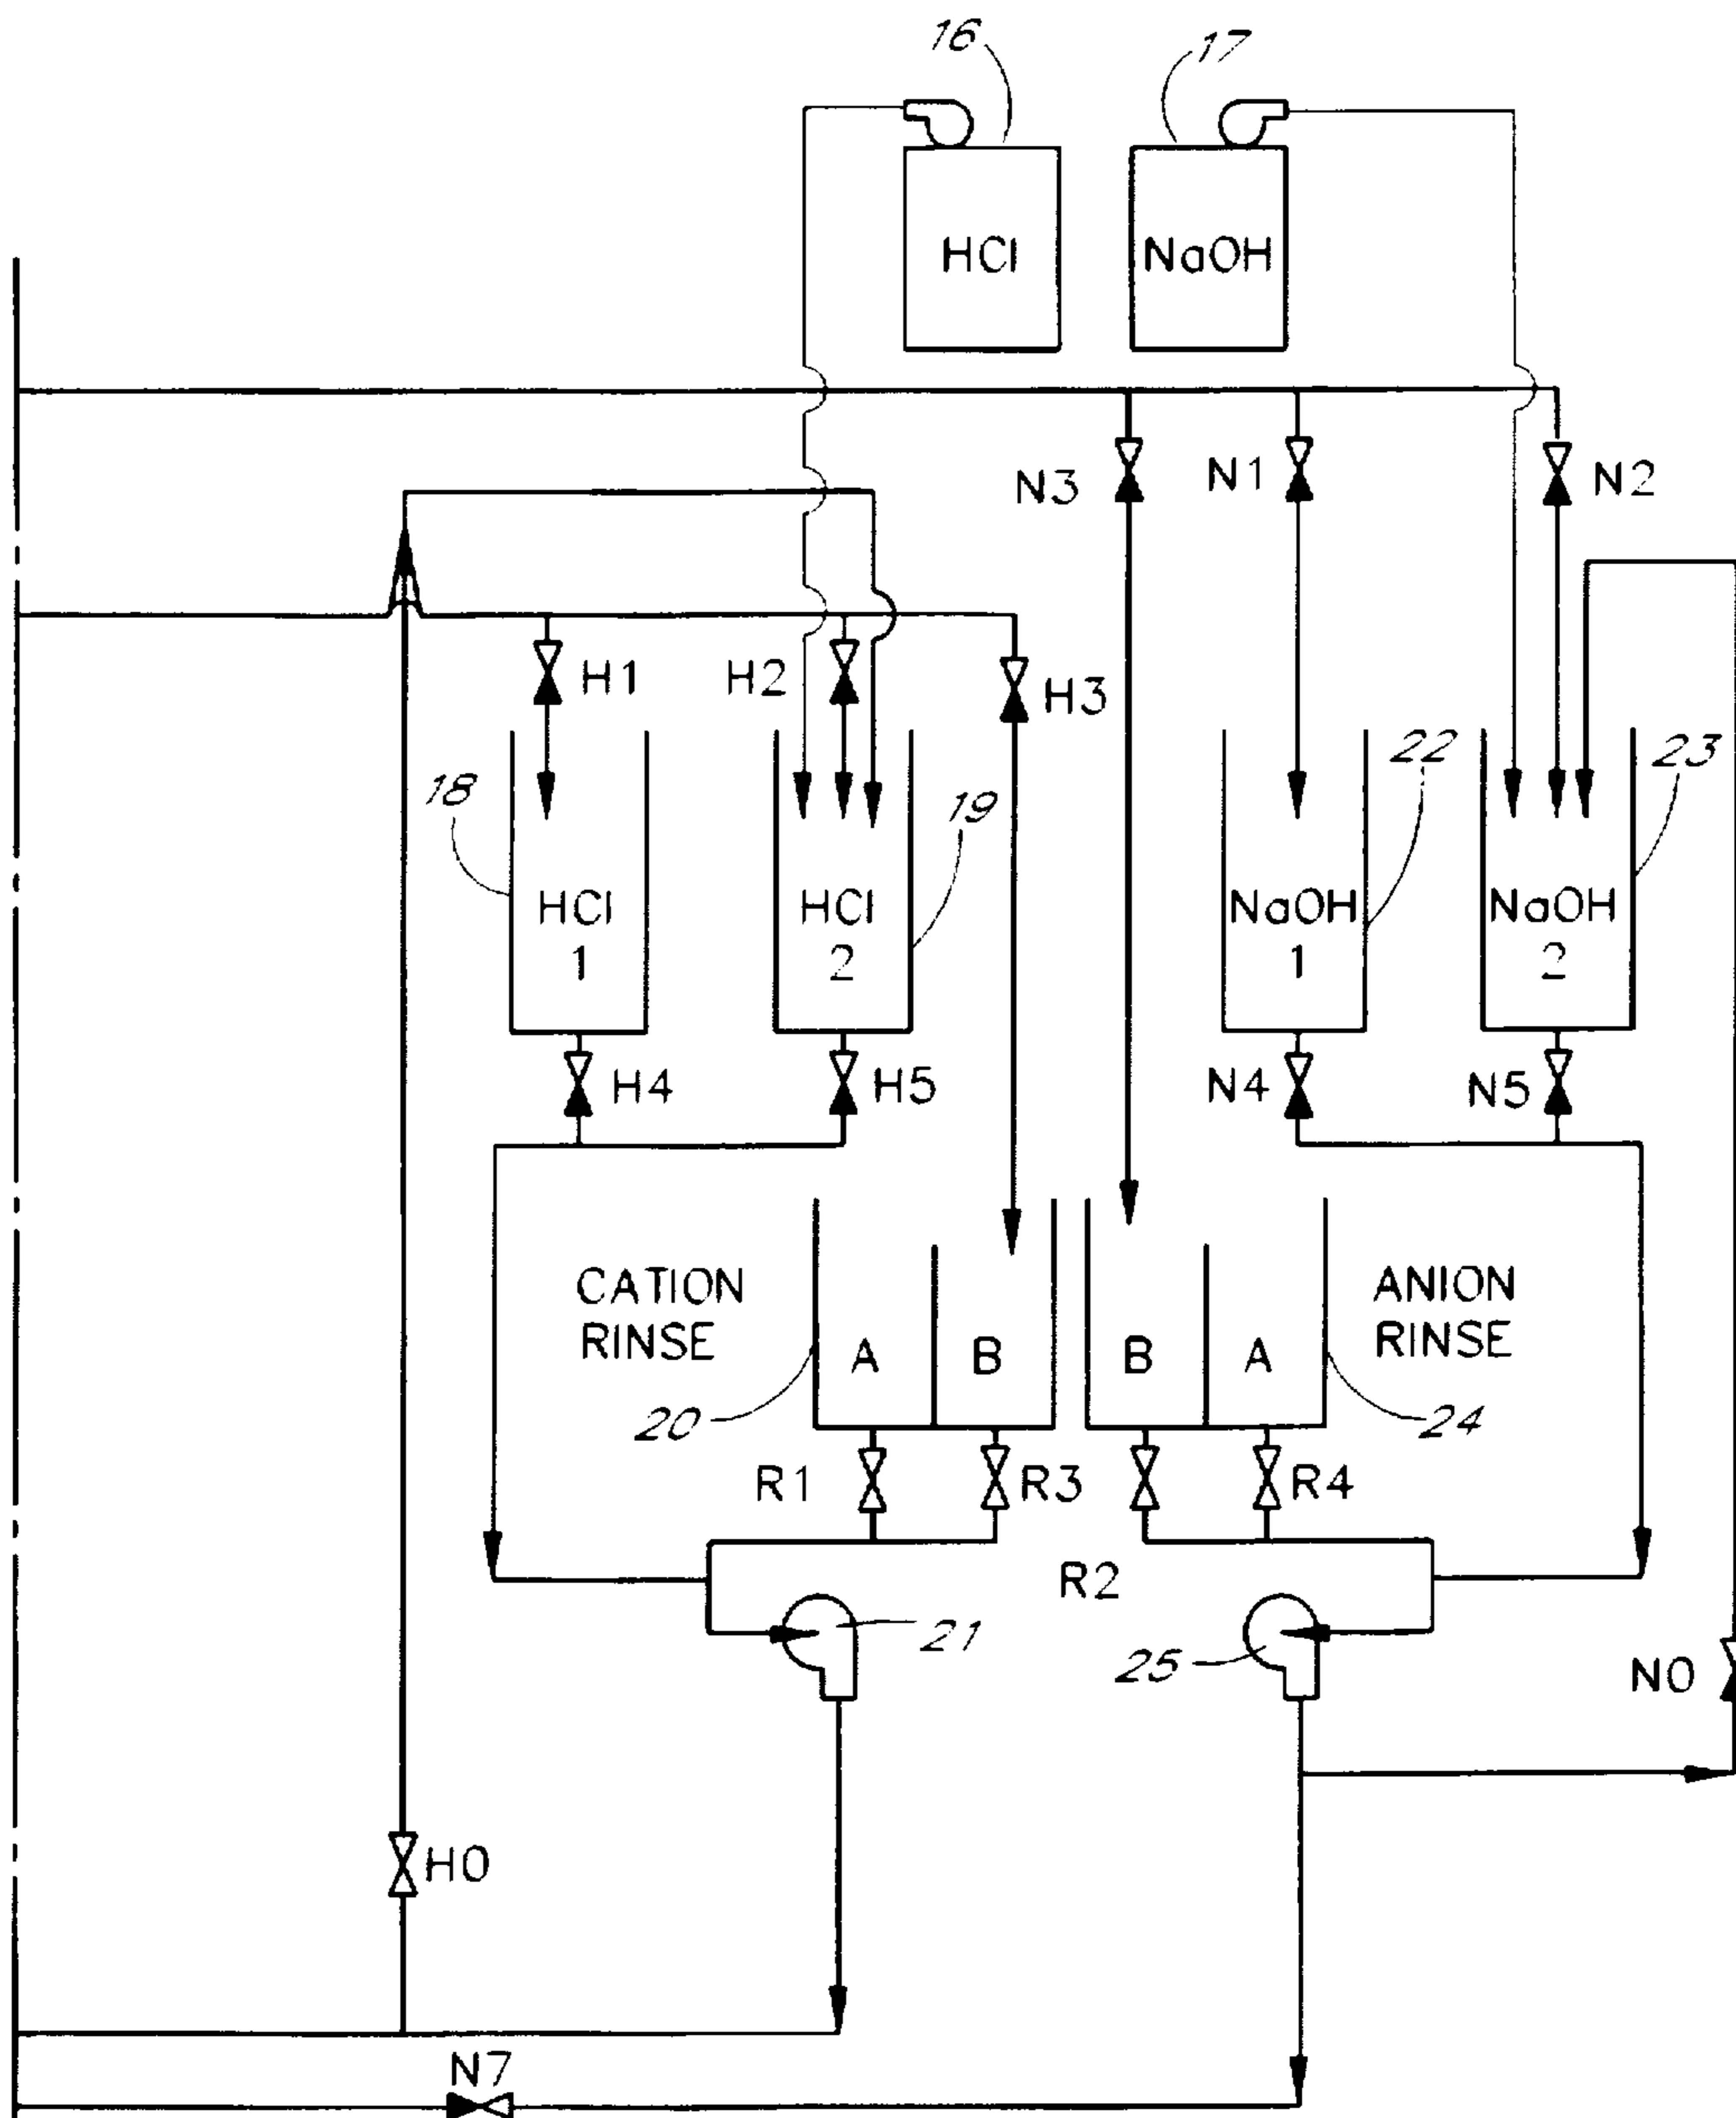 16
17
HCl
NaOH
N3
N1
N2
H1
H2
H3
18
19
22
23
HCl
1
HCl
2
NaOH
1
NaOH
2
H4
H5
N4
N5
CATION
RINSE
A
B
B
A
ANION
RINSE
20
24
R1
R3
R4
R2
21
25
N0
H0
N7